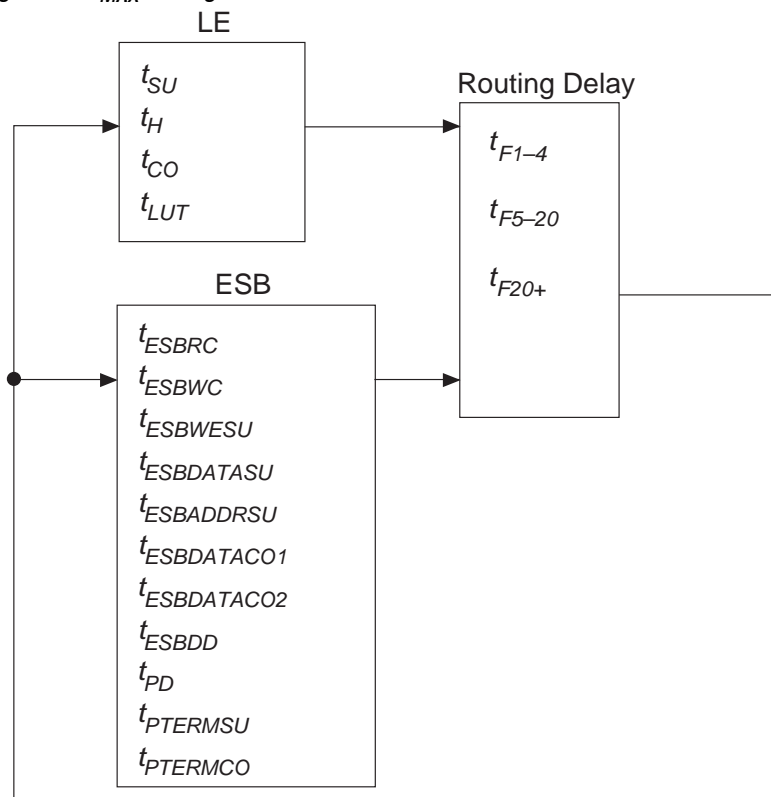 MAX
LE
tSU
tH
tCO
tLUT
Routing Delay
tF1–4
tF5–20
tF20+
ESB
tESBRC
tESBWC
tESBWESU
tESBDATASU
tESBADDRSU
tESBDATACO1
tESBDATACO2
tESBDD
tPD
tPTERMSU
tPTERMCO